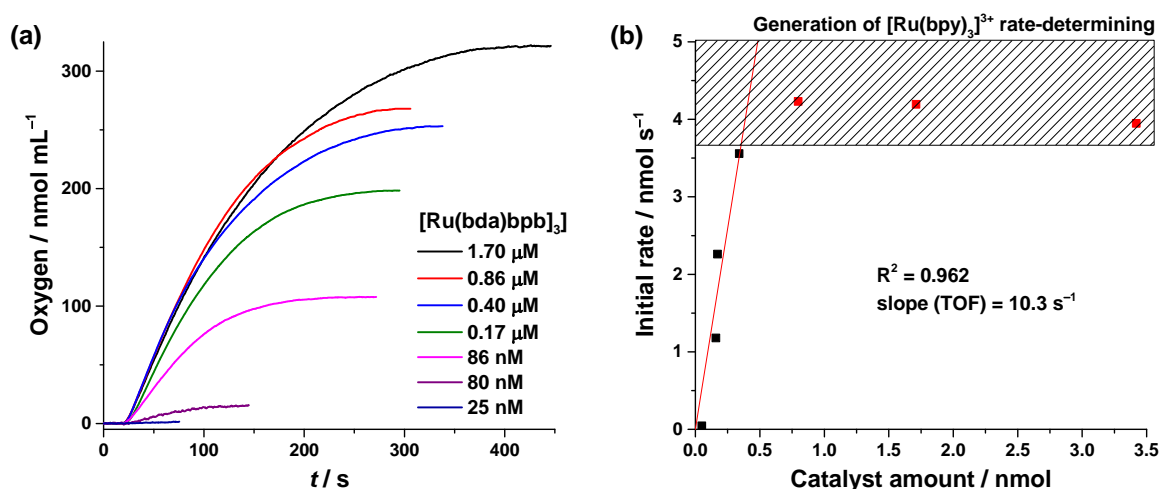 (a)
Oxygen / nmol mL⁻¹
300
200
100
0
0
100
200
300
400
t / s
[Ru(bda)bpb]₃]
1.70 μM
0.86 μM
0.40 μM
0.17 μM
86 nM
80 nM
25 nM
(b)
Generation of [Ru(bpy)₃]³⁺ rate-determining
Initial rate / nmol s⁻¹
5
4
3
2
1
0
R² = 0.962
slope (TOF) = 10.3 s⁻¹
0.0
0.5
1.0
1.5
2.0
2.5
3.0
3.5
Catalyst amount / nmol